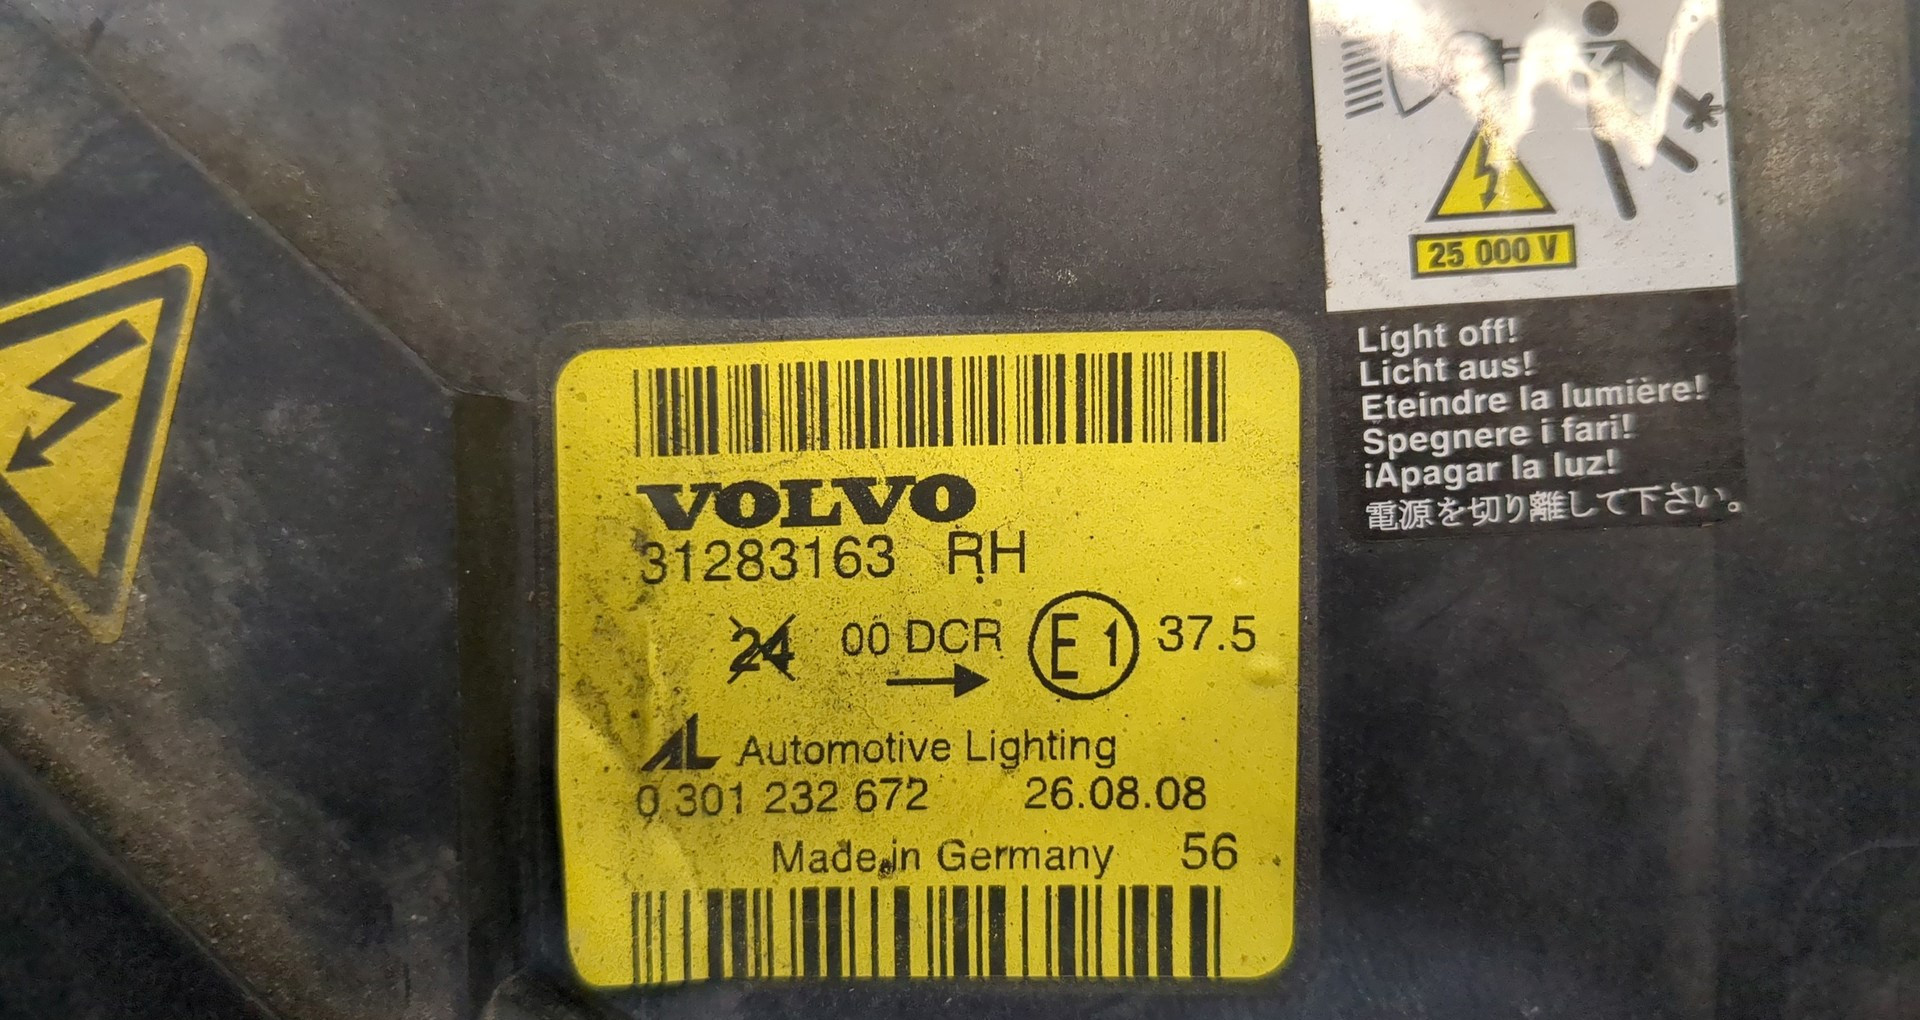 25 000 V
Light off!
Licht aus!
Eteindre la lumière!
Spegnere i fari!
¡Apagar la luz!
電源を切り離して下さい。
VOLVO
31283163 RH
24 00 DCR E1 37.5
AL Automotive Lighting
0 301 232 672 26.08.08
Made in Germany 56